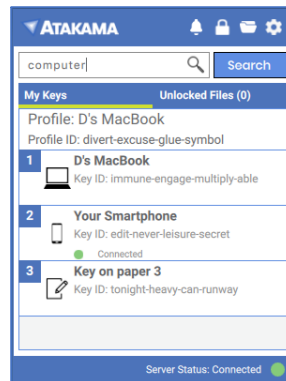 ATAKAMA
computer
Search
My Keys
Unlocked Files (0)
Profile: D's MacBook
Profile ID: divert-excuse-glue-symbol
1
D's MacBook
Key ID: immune-engage-multiply-able
2
Your Smartphone
Key ID: edit-never-leisure-secret
Connected
3
Key on paper 3
Key ID: tonight-heavy-can-runway
Server Status: Connected